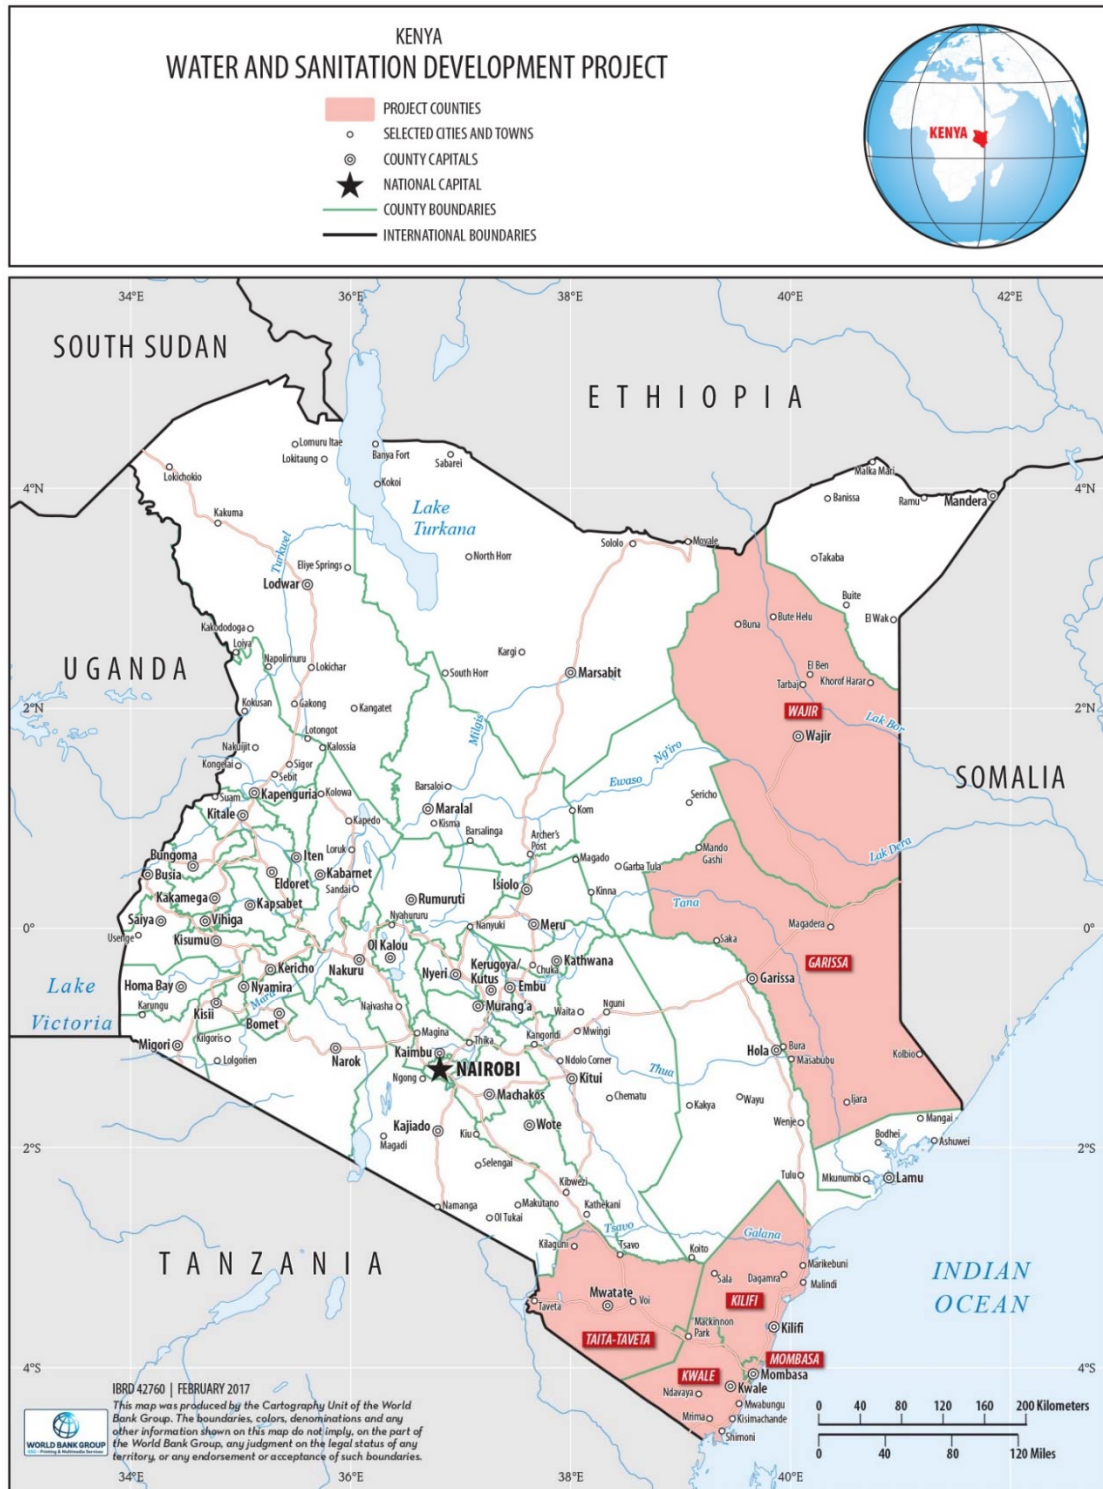 KENYA
WATER AND SANITATION DEVELOPMENT PROJECT
PROJECT COUNTIES
SELECTED CITIES AND TOWNS
COUNTY CAPITALS
NATIONAL CAPITAL
COUNTY BOUNDARIES
INTERNATIONAL BOUNDARIES
KENYA
34°E
36°E
38°E
40°E
42°E
SOUTH SUDAN
ETHIOPIA
UGANDA
SOMALIA
TANZANIA
INDIAN
OCEAN
Lake
Turkana
Lake
Victoria
4°N
4°N
2°N
2°N
0°
0°
2°S
2°S
4°S
4°S
Lomuru Itae
Lokitaung
Banya Fort
Sabarei
Kokoi
Lokichokio
Kakuma
Turkwel
Eliye Springs
Lodwar
North Horr
Sololo
Moyale
Malka Mari
Banissa
Ramu
Mandera
Takaba
Buite
El Wak
Buna
Bute Helu
El Ben
Tarbaj
Khorof Harar
WAJIR
Wajir
Lak Bor
Lak Dera
Kakododoga
Loiya
Napolimuru
Lokichar
Kargi
South Horr
Marsabit
Kokusan
Gakong
Kangatet
Milgis
Lotongot
Nakuijit
Kalossia
Kongelai
Sigor
Sebit
Ewaso
Ng'iro
Sericho
Barsaloi
Suam
Kapenguria
Kolowa
Maralal
Kisma
Kom
Kitale
Kapedo
Barsalinga
Archer's
Post
Mando
Gashi
Bungoma
Iten
Loruk
Magado
Garba Tula
Busia
Eldoret
Kabarnet
Sandai
Isiolo
Kinna
Kakamega
Kapsabet
Rumuruti
Tana
Saiya
Vihiga
Nyahururu
Nanyuki
Meru
Magadera
Usenge
Kisumu
Ol Kalou
Saka
Kericho
Nakuru
Nyeri
Kerugoya/
Kutus
Chuka
Kathwana
GARISSA
Garissa
Homa Bay
Nyamira
Embu
Karungu
Kisii
Mara
Naivasha
Murang'a
Waita
Nguni
Bomet
Kilgoris
Magina
Thika
Kangondi
Mwingi
Migori
Lolgorien
Narok
Kaimbu
NAIROBI
Ndolo Corner
Hola
Bura
Masabubu
Kolbio
Ngong
Kitui
Thua
Machakos
Chematu
Kakya
Wayu
Ijara
Kajiado
Kiu
Wote
Wenje
Mangai
Magadi
Bodhei
Ashuwei
Selengai
Kibwezi
Tulu
Mkunumbi
Lamu
Namanga
Makutano
Kathekani
Ol Tukai
Tsavo
Galana
Kilaguni
Tsavo
Koito
Marikebuni
Sala
Dagamra
Malindi
Taveta
Mwatate
Voi
KILIFI
Kilifi
TAITA-TAVETA
Mackinnon
Park
MOMBASA
Mombasa
KWALE
Kwale
Ndavaya
Mwabungu
Mrima
Kisimachande
Shimoni
IBRD 42760 | FEBRUARY 2017
This map was produced by the Cartography Unit of the World
Bank Group. The boundaries, colors, denominations and any
other information shown on this map do not imply, on the part of
the World Bank Group, any judgment on the legal status of any
territory, or any endorsement or acceptance of such boundaries.
WORLD BANK GROUP
Printing & Multimedia Services
0 40 80 120 160 200 Kilometers
0 40 80 120 Miles
34°E
36°E
38°E
40°E